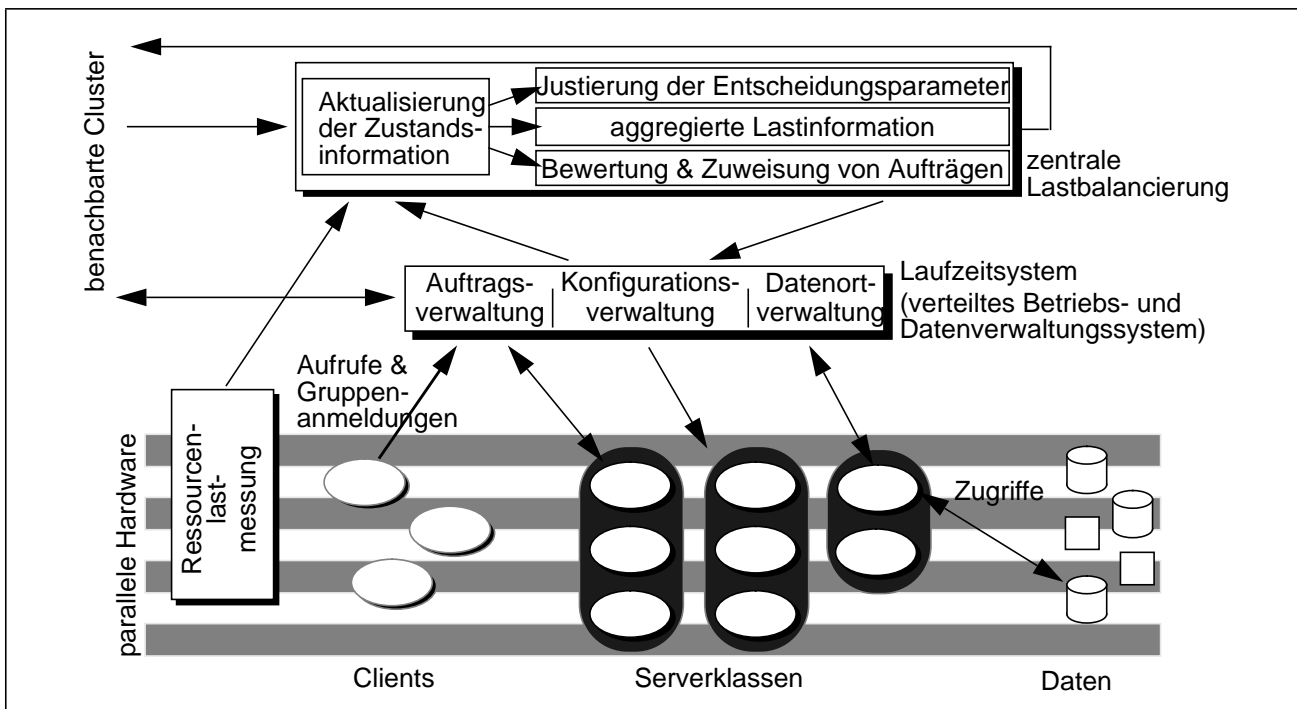 benachbarte Cluster
Aktualisierung
der Zustands-
information
Justierung der Entscheidungsparameter
aggregierte Lastinformation
Bewertung & Zuweisung von Aufträgen
zentrale
Lastbalancierung
Auftrags-
verwaltung
Konfigurations-
verwaltung
Datenort-
verwaltung
Laufzeitsystem
(verteiltes Betriebs- und
Datenverwaltungssystem)
Aufrufe &
Gruppen-
anmeldungen
parallele Hardware
Ressourcen-
last-
messung
Zugriffe
Clients
Serverklassen
Daten